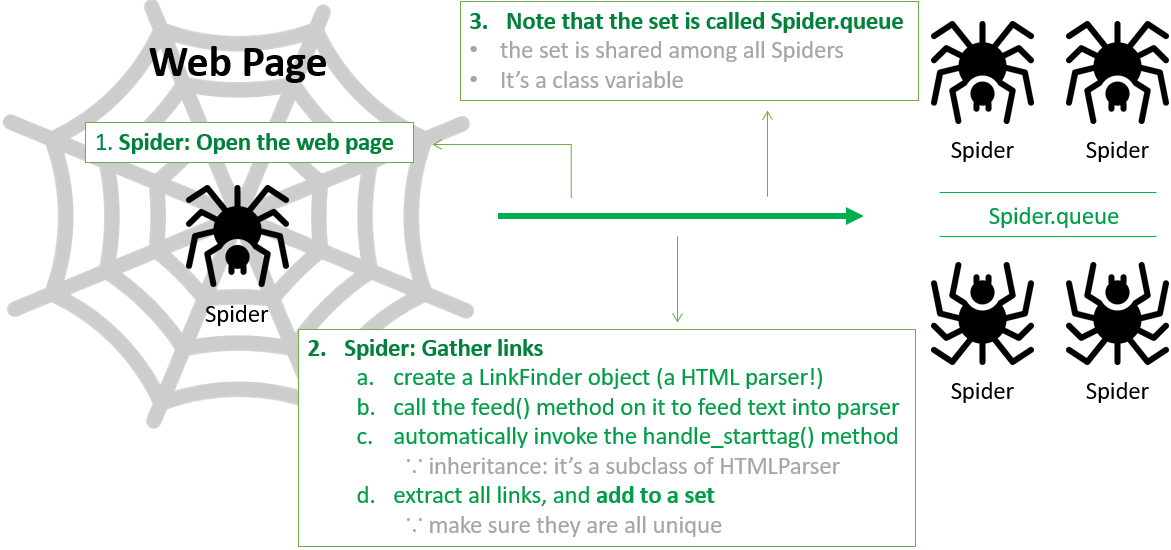 Web Page
1. Spider: Open the web page
Spider
3. Note that the set is called Spider.queue
• the set is shared among all Spiders
• It's a class variable
2. Spider: Gather links
a. create a LinkFinder object (a HTML parser!)
b. call the feed() method on it to feed text into parser
c. automatically invoke the handle_starttag() method
∵ inheritance: it's a subclass of HTMLParser
d. extract all links, and add to a set
∵ make sure they are all unique
Spider
Spider
Spider.queue
Spider
Spider